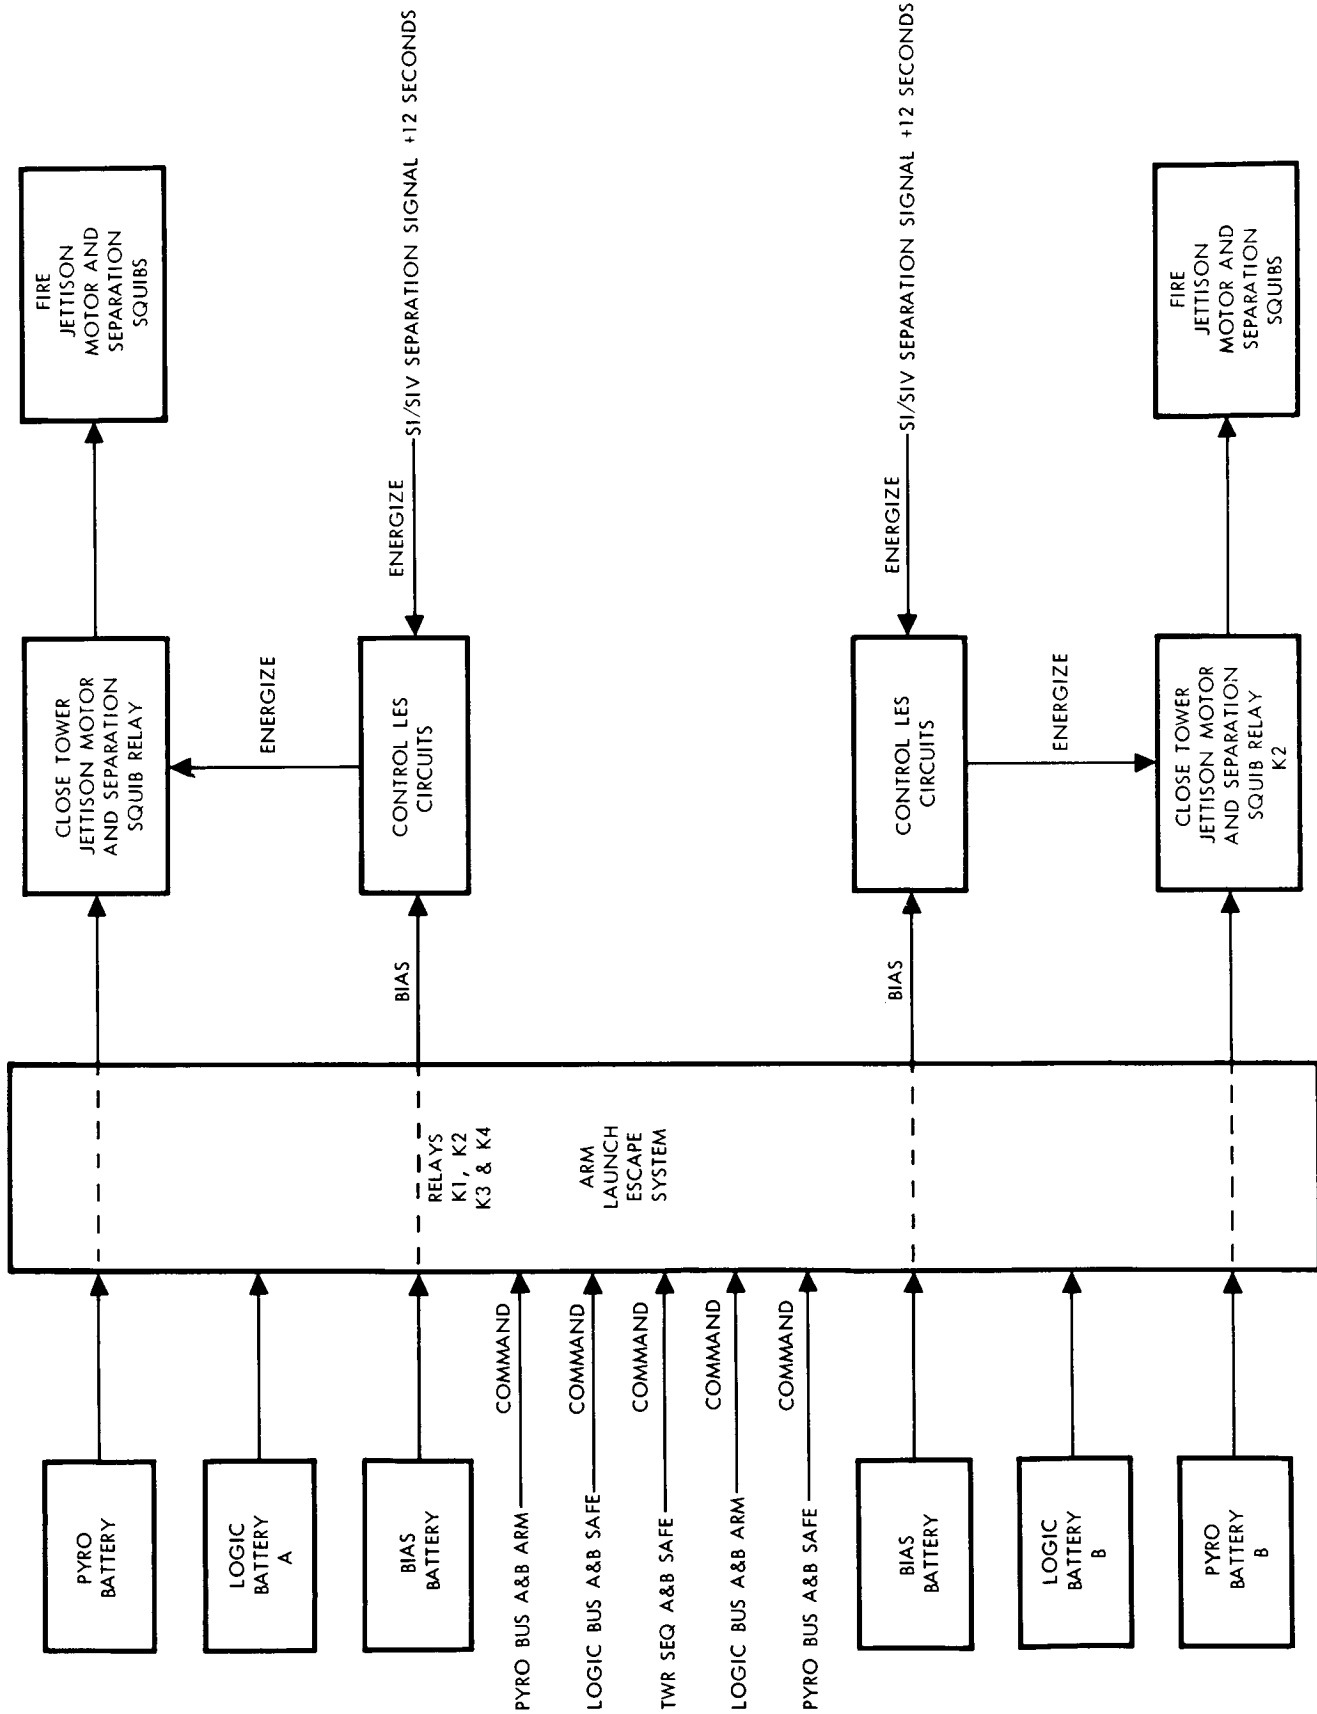 PYRO
BATTERY
LOGIC
BATTERY
A
BIAS
BATTERY
PYRO BUS A&B ARM
COMMAND
LOGIC BUS A&B SAFE
COMMAND
TWR SEQ A&B SAFE
COMMAND
LOGIC BUS A&B ARM
COMMAND
PYRO BUS A&B SAFE
COMMAND
BIAS
BATTERY
LOGIC
BATTERY
B
PYRO
BATTERY
B
RELAYS
K1, K2
K3 & K4
ARM
LAUNCH
ESCAPE
SYSTEM
BIAS
BIAS
CLOSE TOWER
JETTISON MOTOR
AND SEPARATION
SQUIB RELAY
ENERGIZE
CONTROL LES
CIRCUITS
CONTROL LES
CIRCUITS
ENERGIZE
CLOSE TOWER
JETTISON MOTOR
AND SEPARATION
SQUIB RELAY
K2
FIRE
JETTISON
MOTOR AND
SEPARATION
SQUIBS
ENERGIZE
SI/SIV SEPARATION SIGNAL +12 SECONDS
ENERGIZE
SI/SIV SEPARATION SIGNAL +12 SECONDS
FIRE
JETTISON
MOTOR AND
SEPARATION
SQUIBS